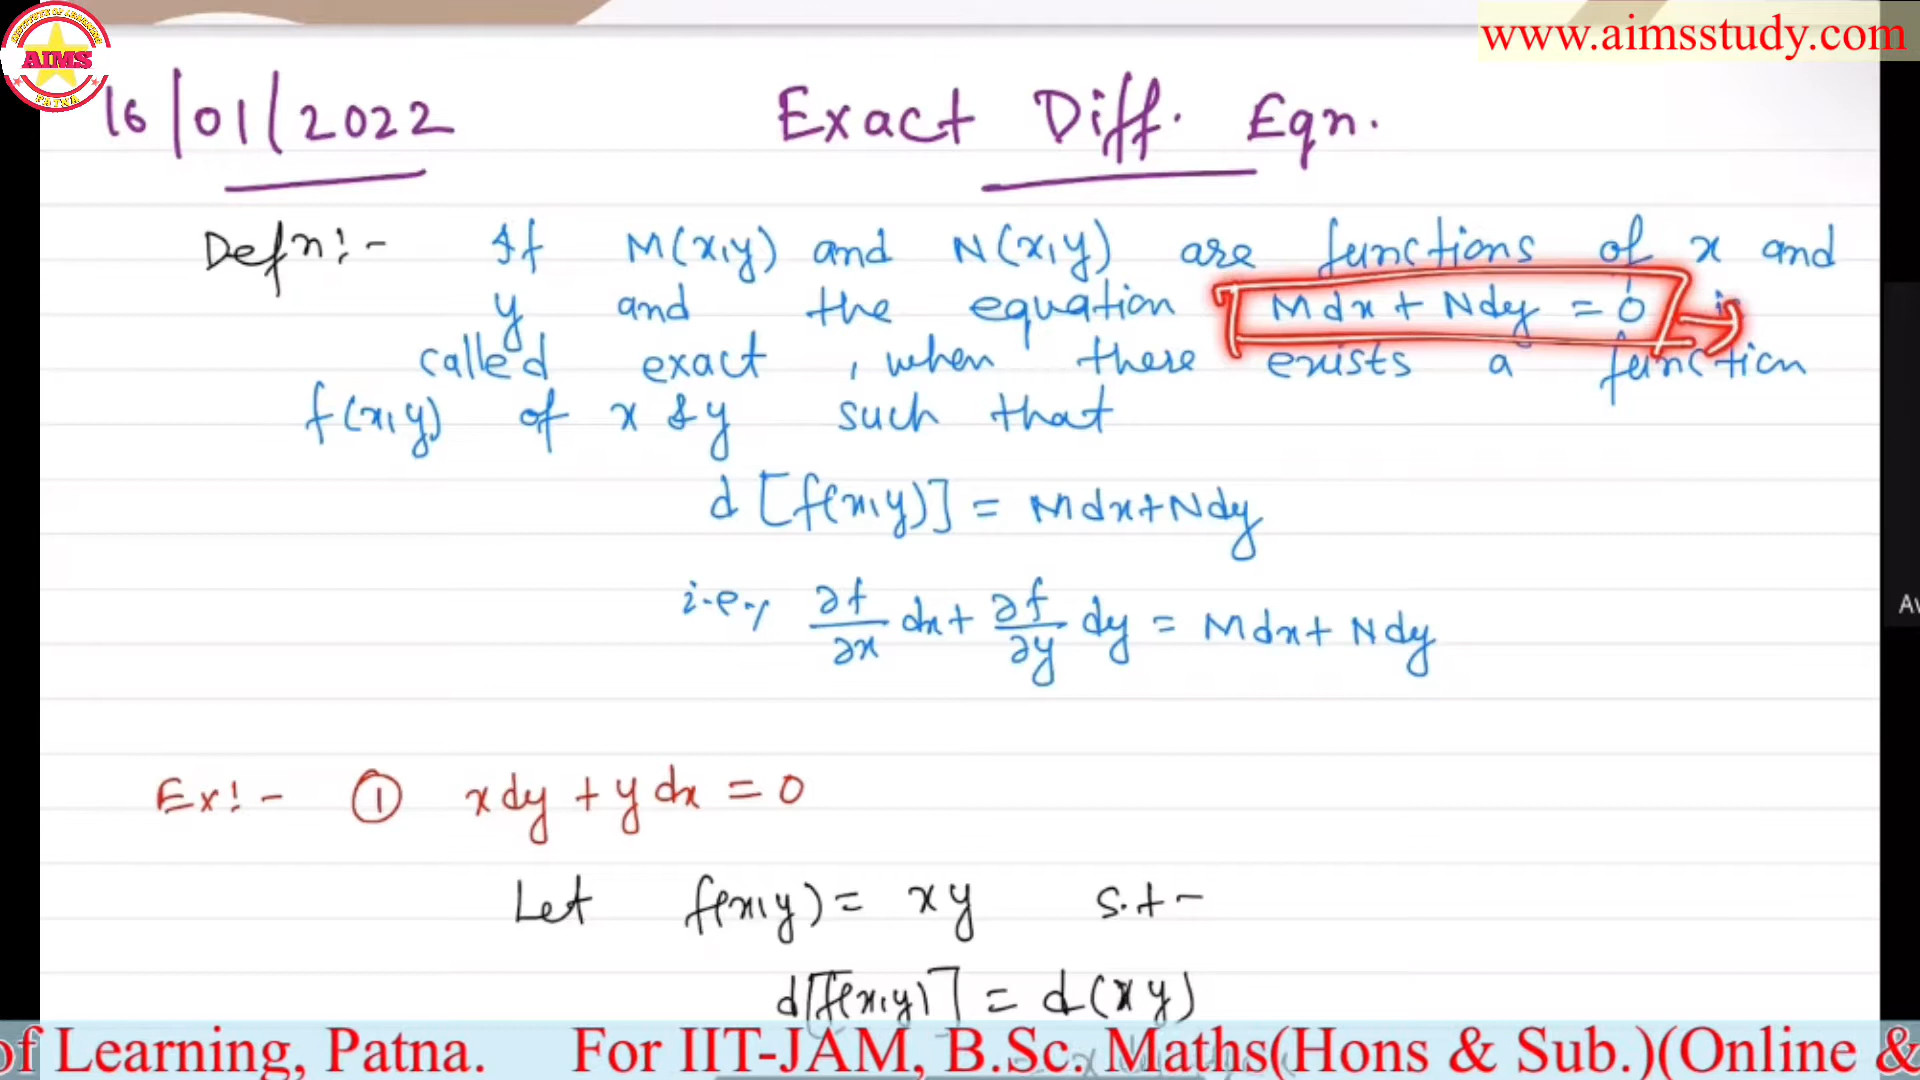 www.aimsstudy.com
AIMS
PATNA
16/01/2022 Exact Diff. Eqn.
Defn:- If M(x,y) and N(x,y) are functions of x and
y and the equation Mdx + Ndy = 0
called exact, when there exists a function
f(x,y) of x & y such that
d[f(x,y)] = Mdx+Ndy
i.e., ∂f/∂x dx + ∂f/∂y dy = Mdx + Ndy
Ex:- ① xdy + ydx = 0
Let f(x,y) = xy s.t-
d[f(x,y)] = d(xy)
of Learning, Patna. For IIT-JAM, B.Sc. Maths(Hons & Sub.)(Online &
Av